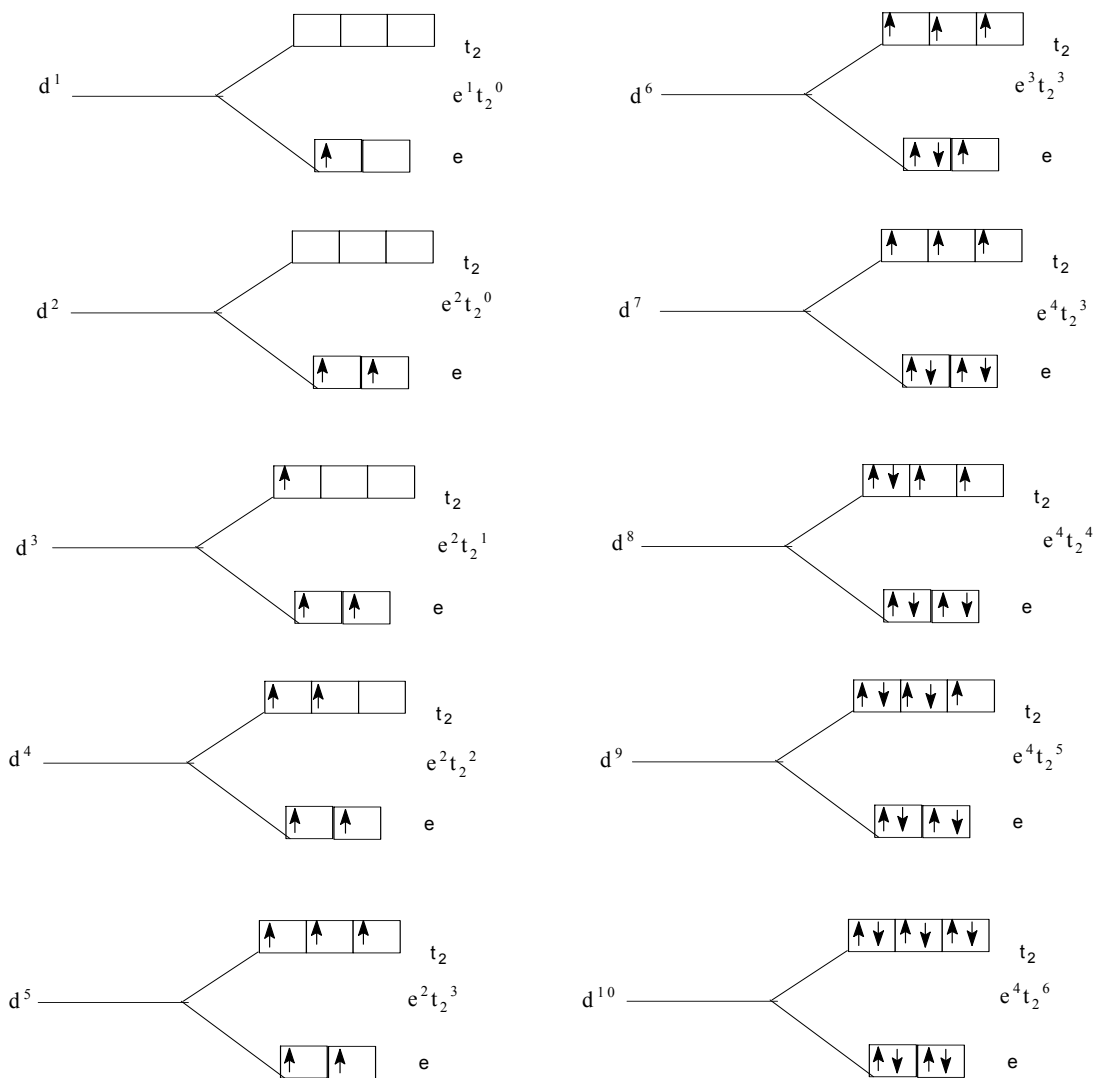 t₂
d¹
e¹t₂⁰
e
t₂
d²
e²t₂⁰
e
t₂
d³
e²t₂¹
e
t₂
d⁴
e²t₂²
e
t₂
d⁵
e²t₂³
e
t₂
d⁶
e³t₂³
e
t₂
d⁷
e⁴t₂³
e
t₂
d⁸
e⁴t₂⁴
e
t₂
d⁹
e⁴t₂⁵
e
t₂
d¹⁰
e⁴t₂⁶
e